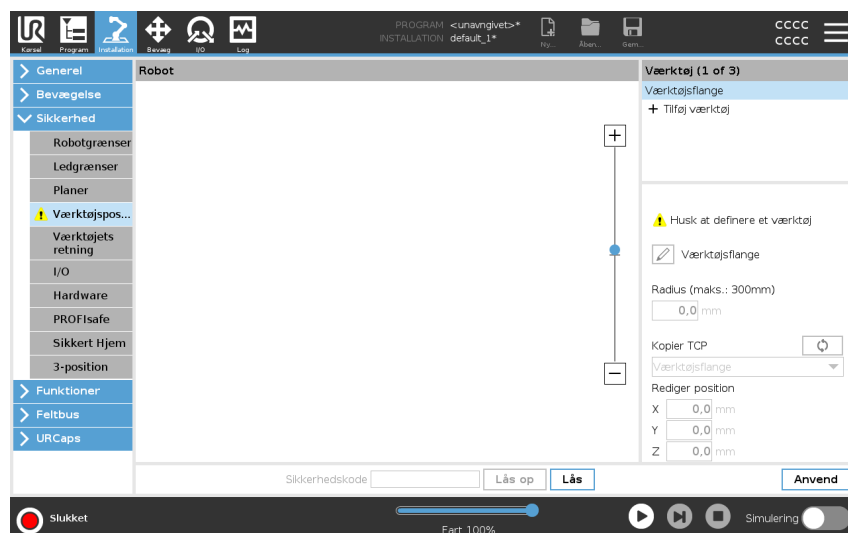 PROGRAM <unavngivet>*
INSTALLATION default_1*
Kørsel Program Installation Bevæg I/O Log
Ny... Åben... Gem...
cccc
cccc
Generel
Bevægelse
Sikkerhed
Robotgrænser
Ledgrænser
Planer
Værktøjspos...
Værktøjets
retning
I/O
Hardware
PROFIsafe
Sikkert Hjem
3-position
Funktioner
Feltbus
URCaps
Robot
+
−
Værktøj (1 of 3)
Værktøjsflange
+ Tilføj værktøj
Husk at definere et værktøj
Værktøjsflange
Radius (maks.: 300mm)
0,0 mm
Kopier TCP
Værktøjsflange
Rediger position
X 0,0 mm
Y 0,0 mm
Z 0,0 mm
Sikkerhedskode Lås op Lås Anvend
Slukket
Fart 100%
Simulering